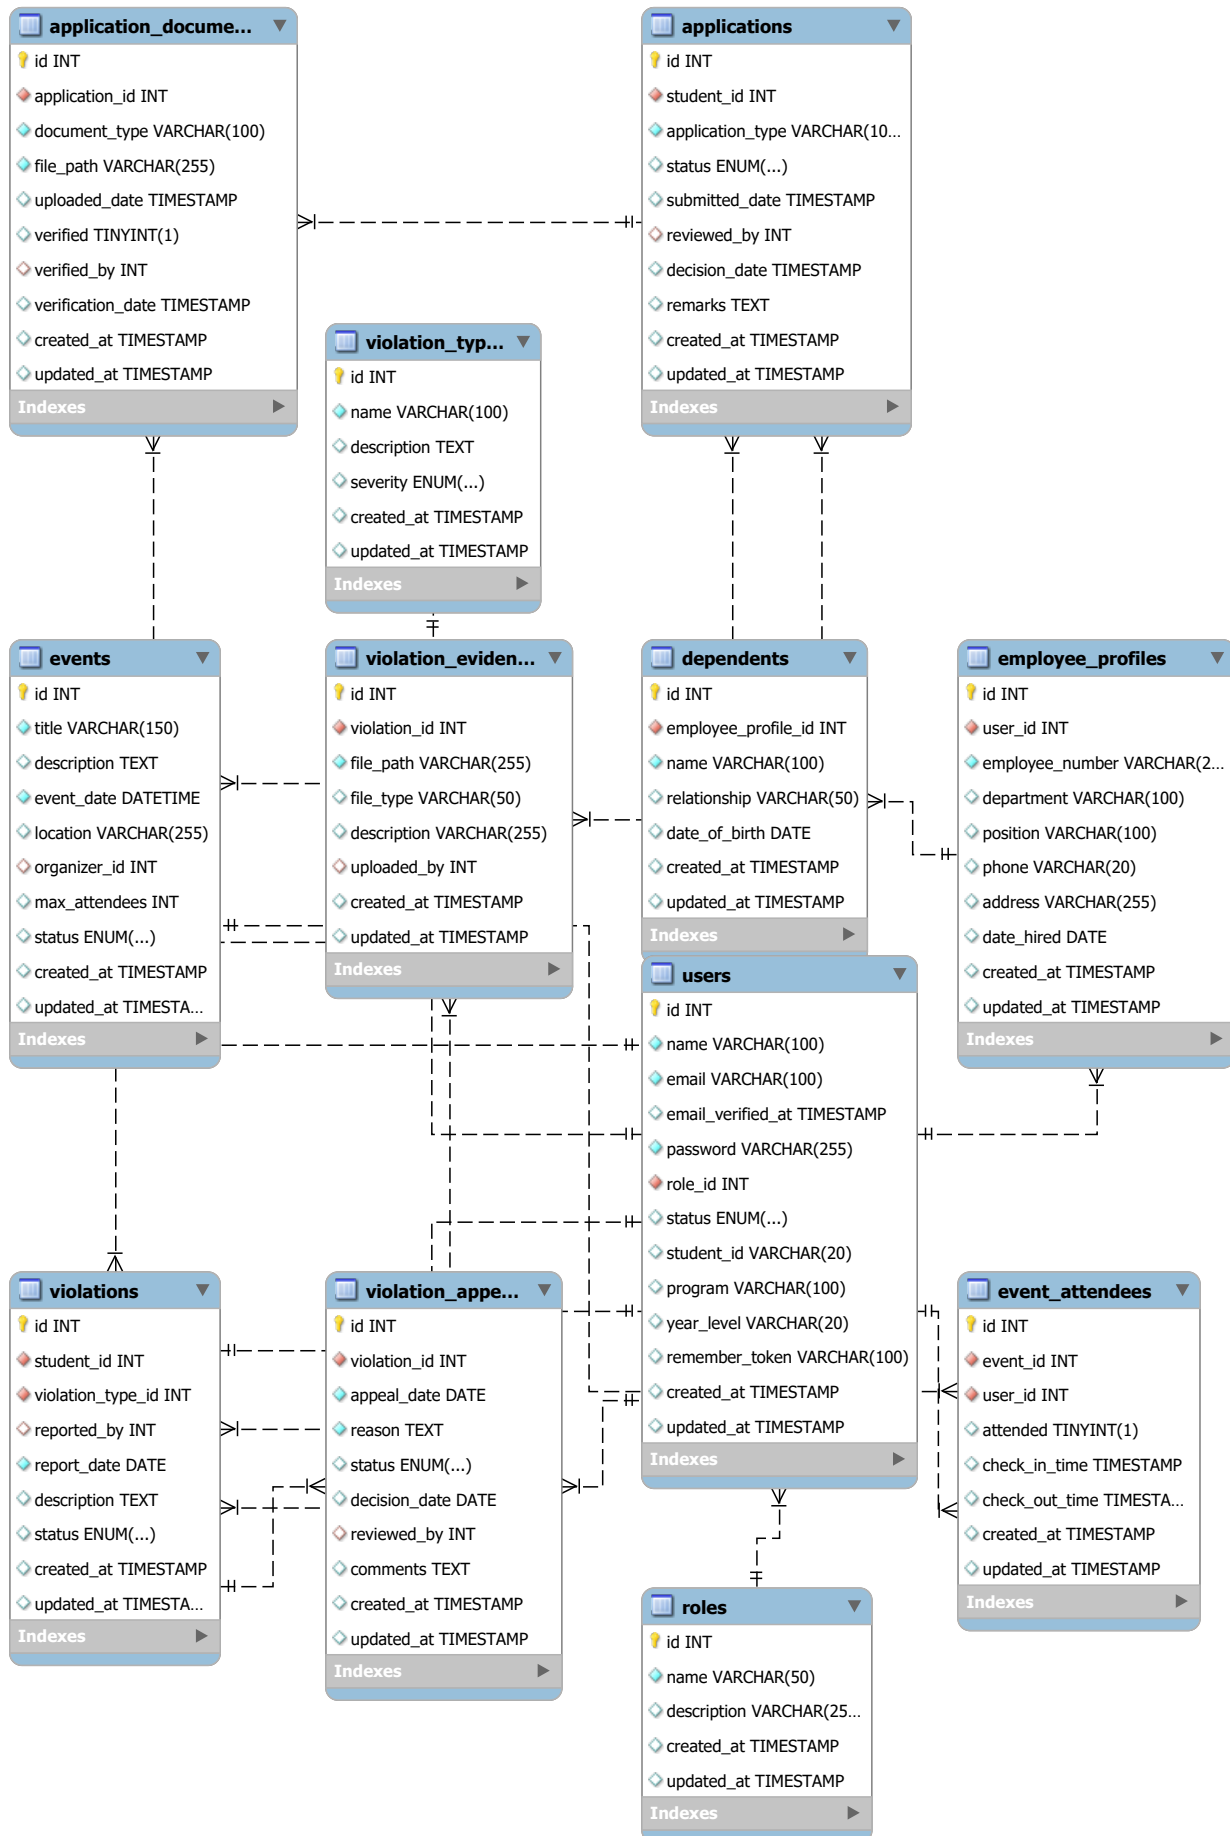 application_docume...
id INT
application_id INT
document_type VARCHAR(100)
file_path VARCHAR(255)
uploaded_date TIMESTAMP
verified TINYINT(1)
verified_by INT
verification_date TIMESTAMP
created_at TIMESTAMP
updated_at TIMESTAMP
Indexes
applications
id INT
student_id INT
application_type VARCHAR(10...
status ENUM(...)
submitted_date TIMESTAMP
reviewed_by INT
decision_date TIMESTAMP
remarks TEXT
created_at TIMESTAMP
updated_at TIMESTAMP
Indexes
violation_typ...
id INT
name VARCHAR(100)
description TEXT
severity ENUM(...)
created_at TIMESTAMP
updated_at TIMESTAMP
Indexes
events
id INT
title VARCHAR(150)
description TEXT
event_date DATETIME
location VARCHAR(255)
organizer_id INT
max_attendees INT
status ENUM(...)
created_at TIMESTAMP
updated_at TIMESTA...
Indexes
violation_eviden...
id INT
violation_id INT
file_path VARCHAR(255)
file_type VARCHAR(50)
description VARCHAR(255)
uploaded_by INT
created_at TIMESTAMP
updated_at TIMESTAMP
Indexes
dependents
id INT
employee_profile_id INT
name VARCHAR(100)
relationship VARCHAR(50)
date_of_birth DATE
created_at TIMESTAMP
updated_at TIMESTAMP
Indexes
employee_profiles
id INT
user_id INT
employee_number VARCHAR(2...
department VARCHAR(100)
position VARCHAR(100)
phone VARCHAR(20)
address VARCHAR(255)
date_hired DATE
created_at TIMESTAMP
updated_at TIMESTAMP
Indexes
users
id INT
name VARCHAR(100)
email VARCHAR(100)
email_verified_at TIMESTAMP
password VARCHAR(255)
role_id INT
status ENUM(...)
student_id VARCHAR(20)
program VARCHAR(100)
year_level VARCHAR(20)
remember_token VARCHAR(100)
created_at TIMESTAMP
updated_at TIMESTAMP
Indexes
violations
id INT
student_id INT
violation_type_id INT
reported_by INT
report_date DATE
description TEXT
status ENUM(...)
created_at TIMESTAMP
updated_at TIMESTA...
Indexes
violation_appe...
id INT
violation_id INT
appeal_date DATE
reason TEXT
status ENUM(...)
decision_date DATE
reviewed_by INT
comments TEXT
created_at TIMESTAMP
updated_at TIMESTAMP
Indexes
event_attendees
id INT
event_id INT
user_id INT
attended TINYINT(1)
check_in_time TIMESTAMP
check_out_time TIMESTA...
created_at TIMESTAMP
updated_at TIMESTAMP
Indexes
roles
id INT
name VARCHAR(50)
description VARCHAR(25...
created_at TIMESTAMP
updated_at TIMESTAMP
Indexes